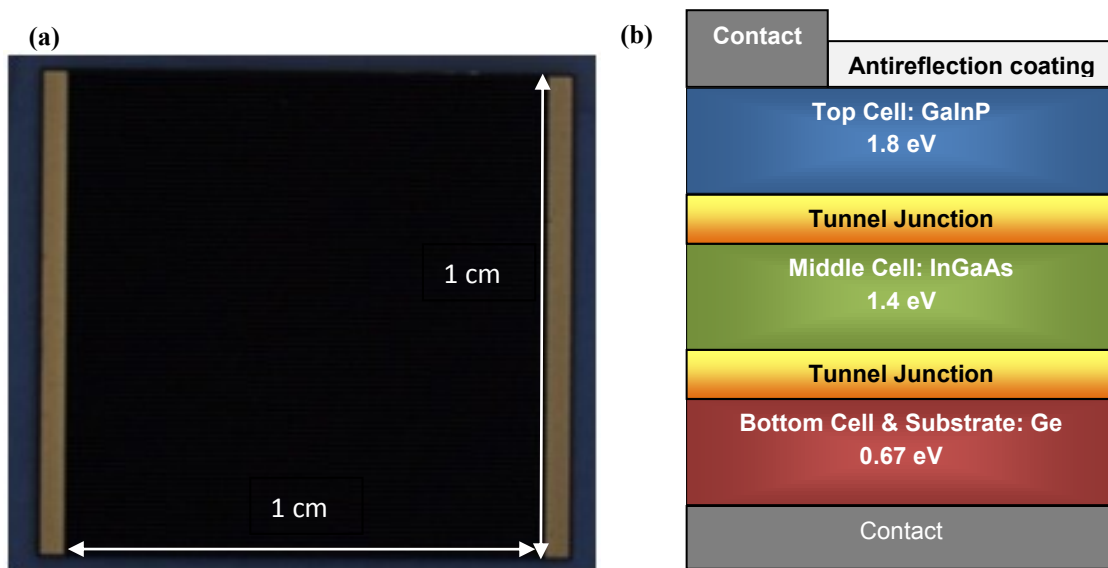 (a)
1 cm
1 cm
(b)
Contact
Antireflection coating
Top Cell: GaInP
1.8 eV
Tunnel Junction
Middle Cell: InGaAs
1.4 eV
Tunnel Junction
Bottom Cell & Substrate: Ge
0.67 eV
Contact